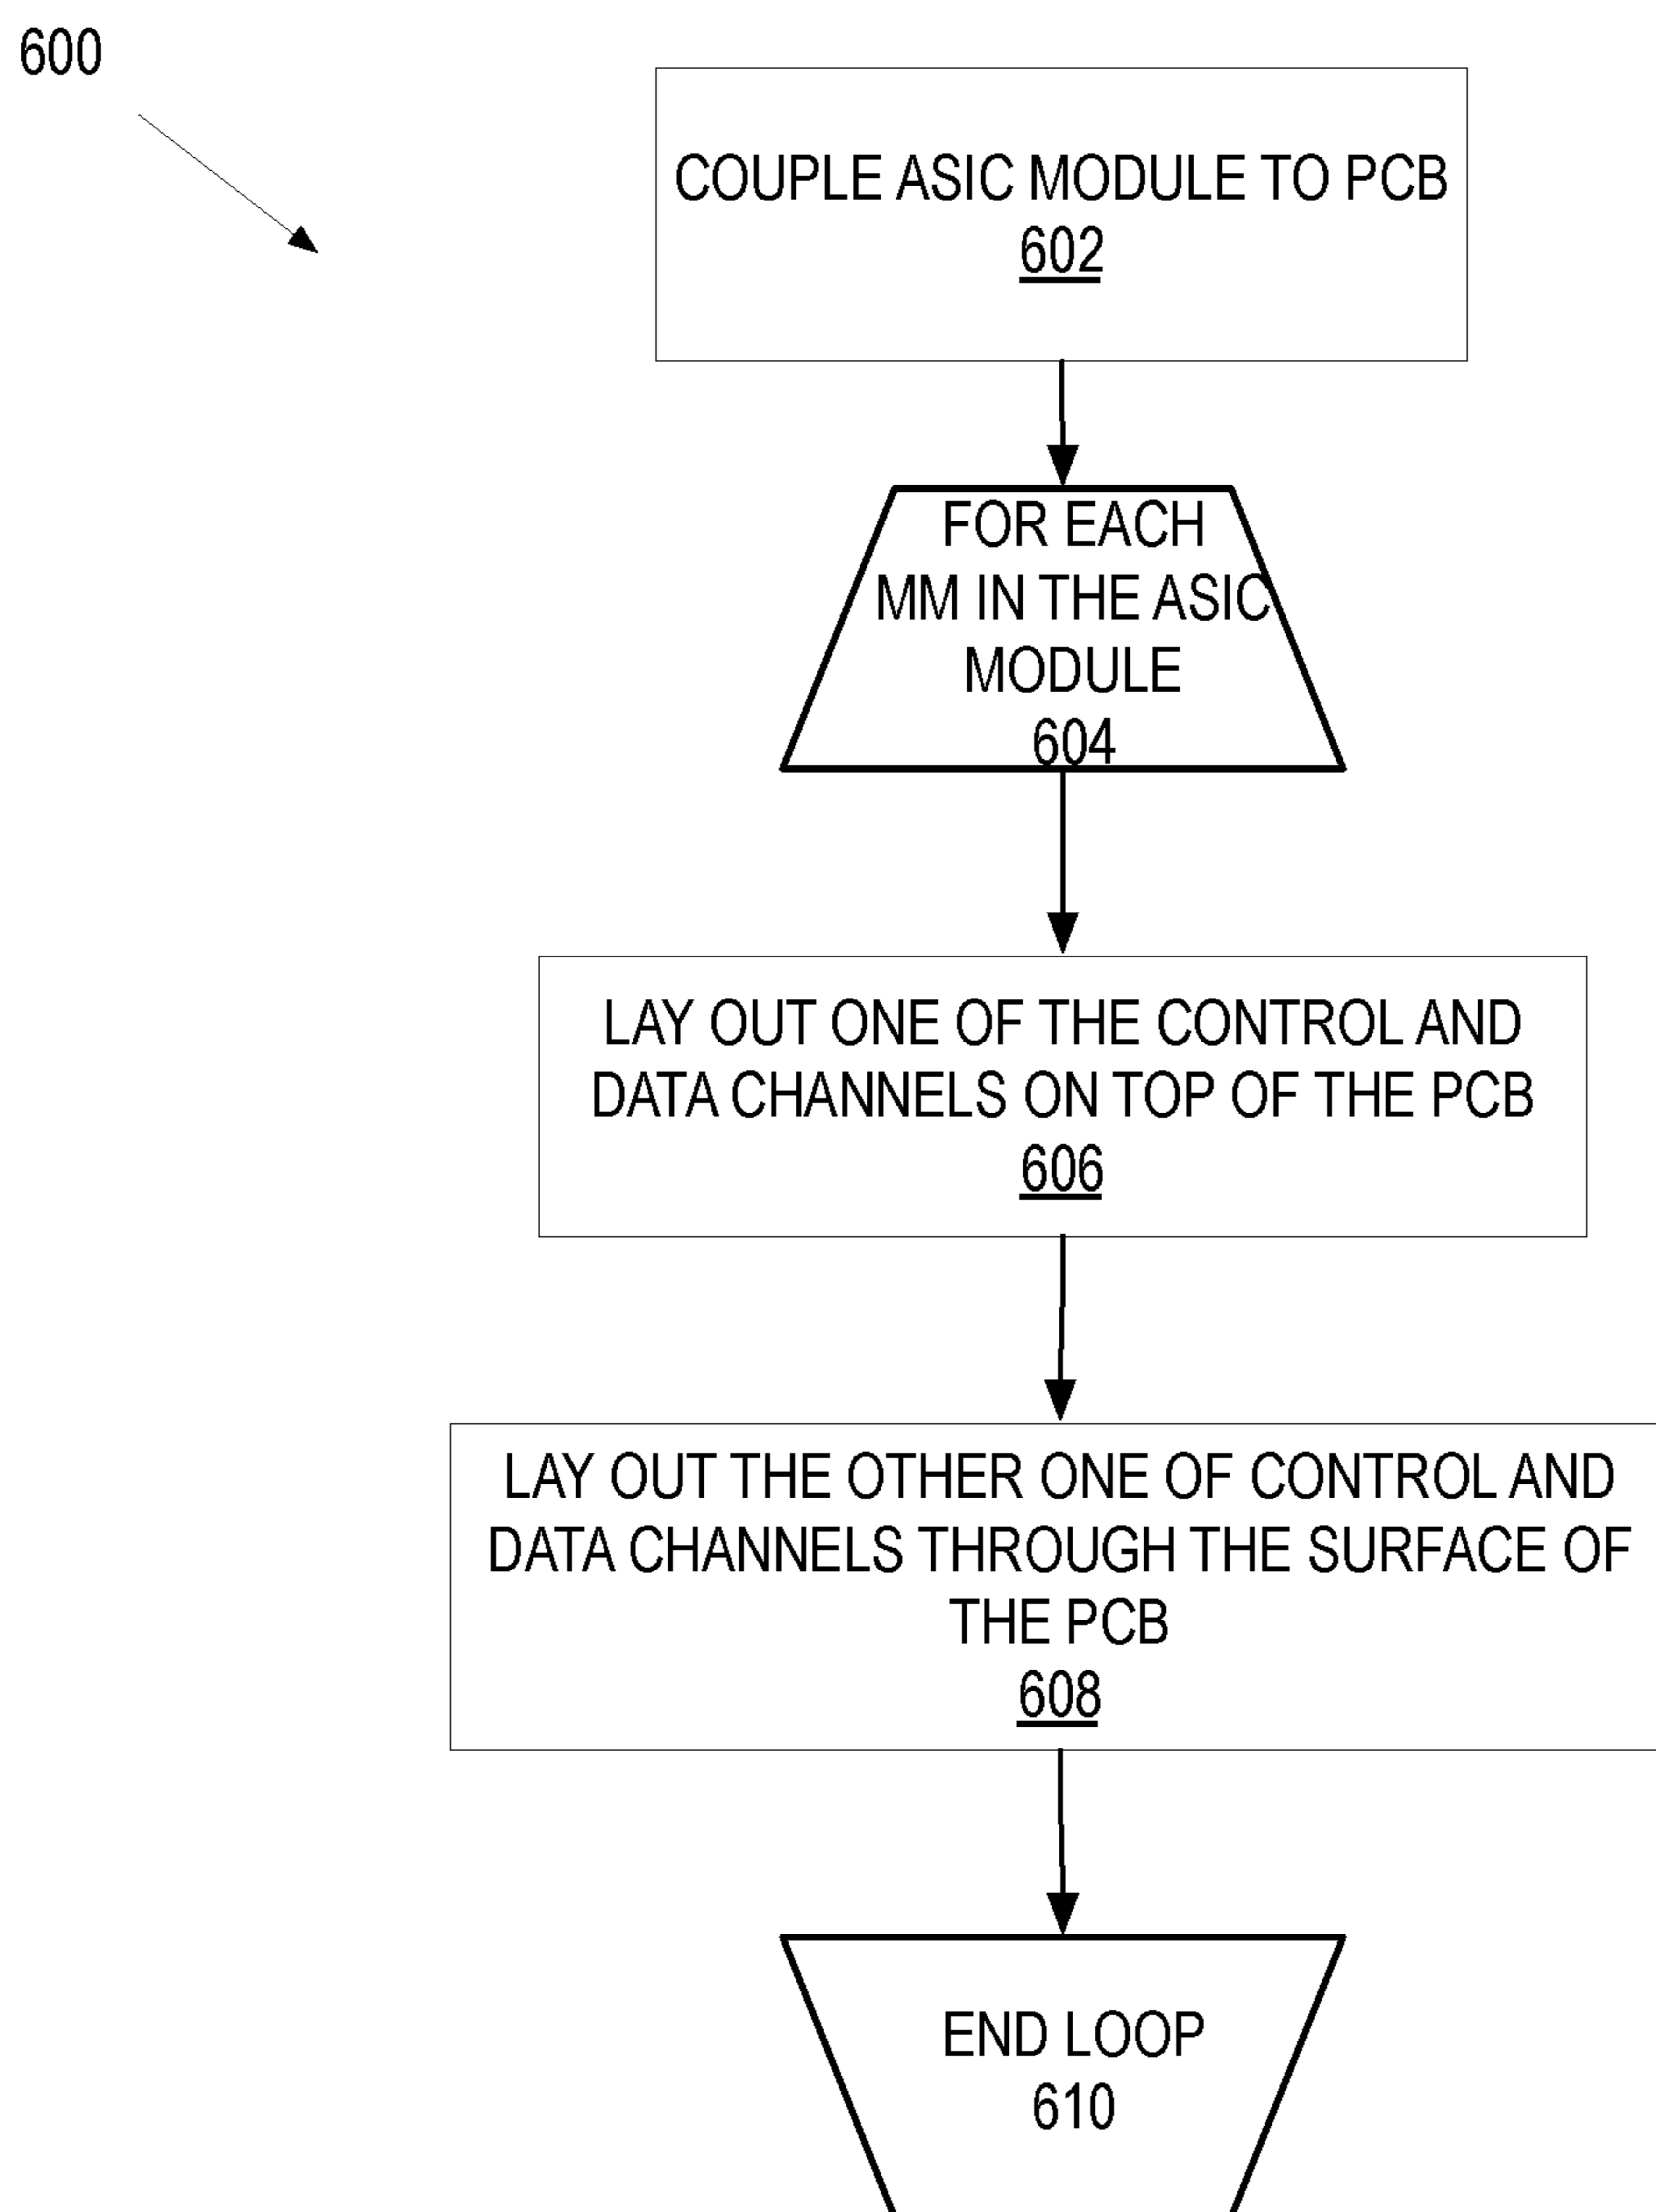 600
COUPLE ASIC MODULE TO PCB
602
FOR EACH
MM IN THE ASIC
MODULE
604
LAY OUT ONE OF THE CONTROL AND
DATA CHANNELS ON TOP OF THE PCB
606
LAY OUT THE OTHER ONE OF CONTROL AND
DATA CHANNELS THROUGH THE SURFACE OF
THE PCB
608
END LOOP
610